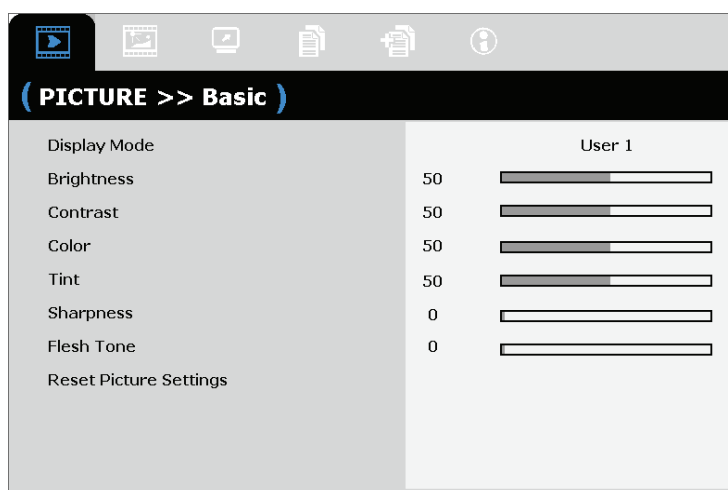 PICTURE >> Basic
Display Mode User 1
Brightness 50
Contrast 50
Color 50
Tint 50
Sharpness 0
Flesh Tone 0
Reset Picture Settings